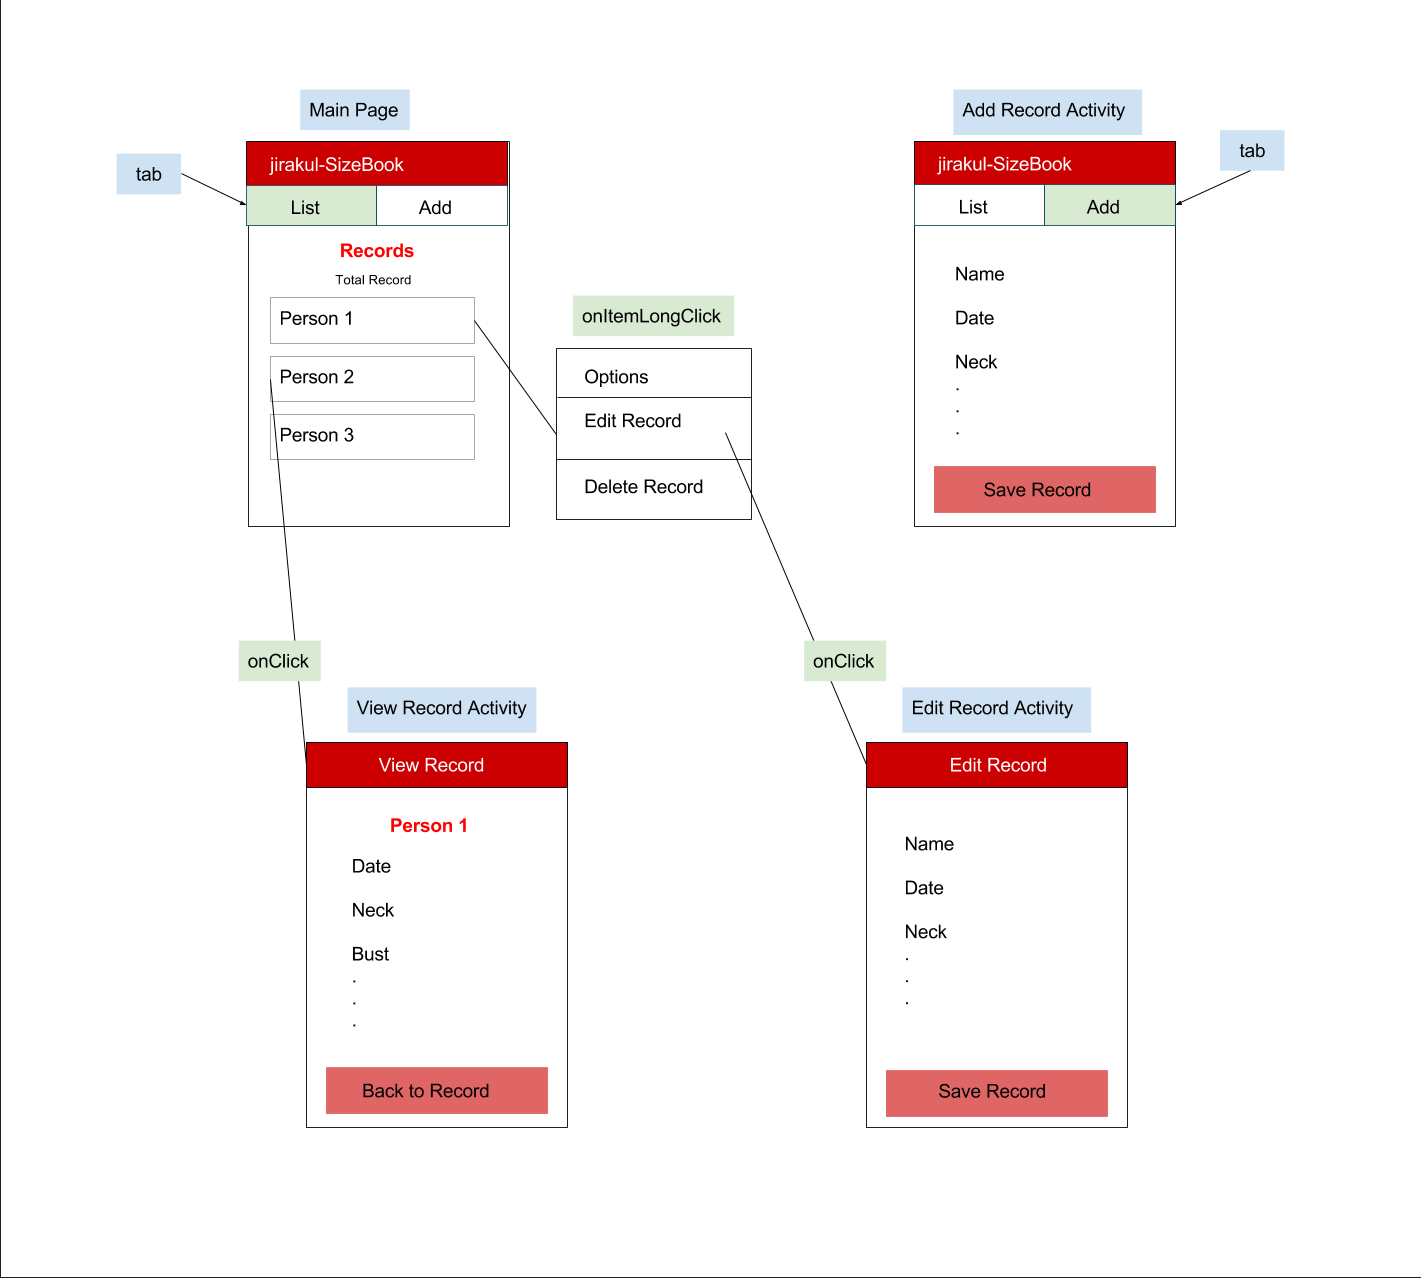 Main Page
tab
jirakul-SizeBook
List
Add
Records
Total Record
Person 1
Person 2
Person 3
onItemLongClick
Options
Edit Record
Delete Record
Add Record Activity
tab
jirakul-SizeBook
List
Add
Name
Date
Neck
.
.
.
Save Record
onClick
View Record Activity
View Record
Person 1
Date
Neck
Bust
.
.
.
Back to Record
onClick
Edit Record Activity
Edit Record
Name
Date
Neck
.
.
.
Save Record